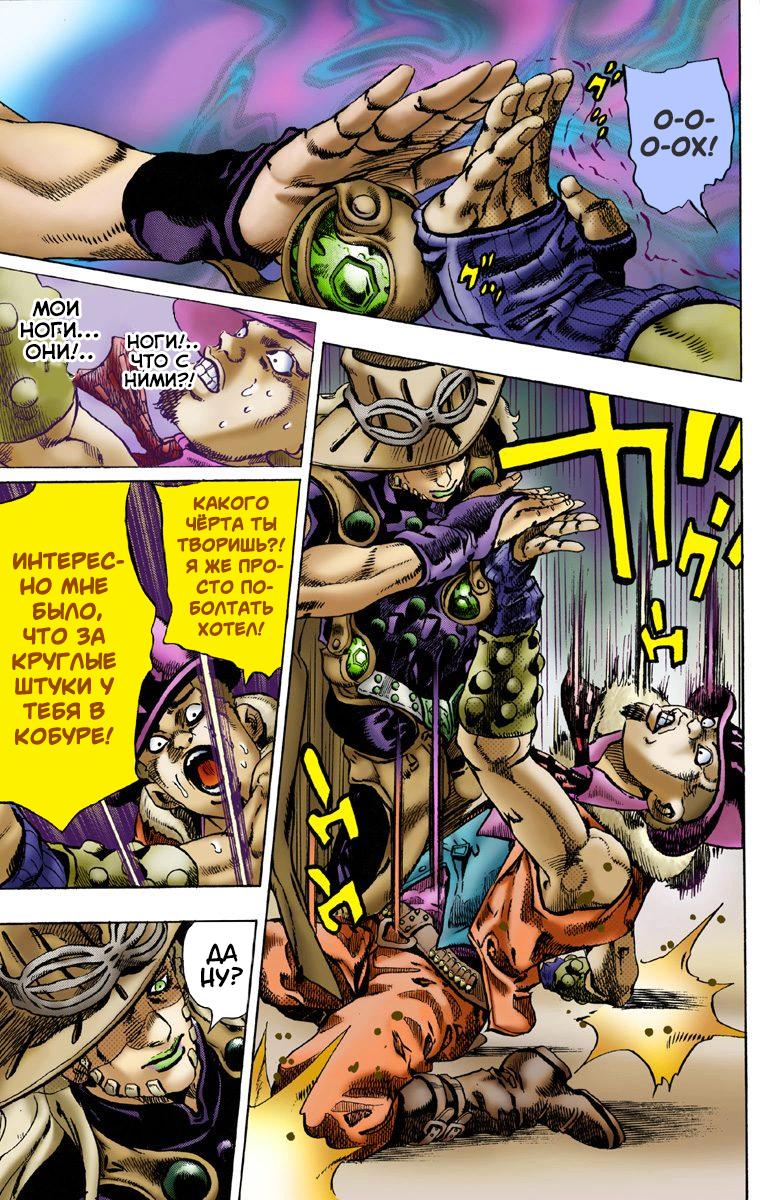 О-О-
О-ОХ!
НОГИ!..
ЧТО С
НИМИ?!
МОИ
НОГИ...
ОНИ!..
КАКОГО
ЧЁРТА ТЫ
ТВОРИШЬ?!
Я ЖЕ ПРО-
СТО ПО-
БОЛТАТЬ
ХОТЕЛ!
ИНТЕРЕС-
НО МНЕ
БЫЛО,
ЧТО ЗА
КРУГЛЫЕ
ШТУКИ У
ТЕБЯ В
КОБУРЕ!
ДА
НУ?